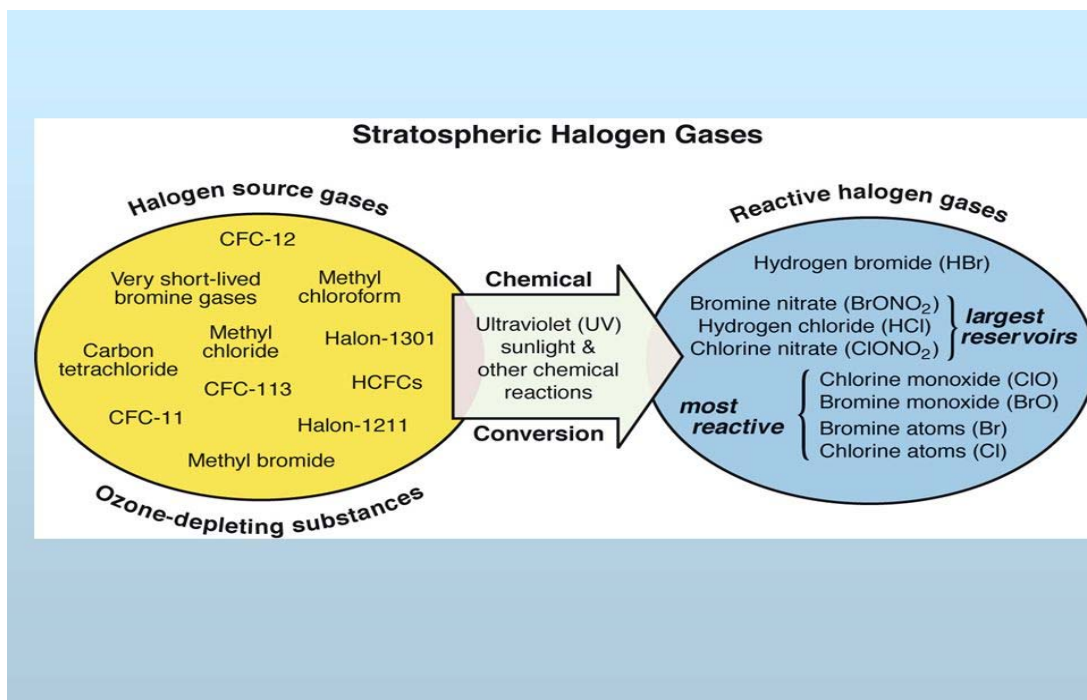 Stratospheric Halogen Gases
Halogen source gases
CFC-12
Very short-lived
bromine gases
Methyl
chloroform
Carbon
tetrachloride
Methyl
chloride
Halon-1301
CFC-113
HCFCs
CFC-11
Halon-1211
Methyl bromide
Ozone-depleting substances
Chemical
Ultraviolet (UV)
sunlight &
other chemical
reactions
Conversion
Reactive halogen gases
Hydrogen bromide (HBr)
Bromine nitrate (BrONO₂)
Hydrogen chloride (HCl)
Chlorine nitrate (ClONO₂)
largest
reservoirs
most
reactive
Chlorine monoxide (ClO)
Bromine monoxide (BrO)
Bromine atoms (Br)
Chlorine atoms (Cl)